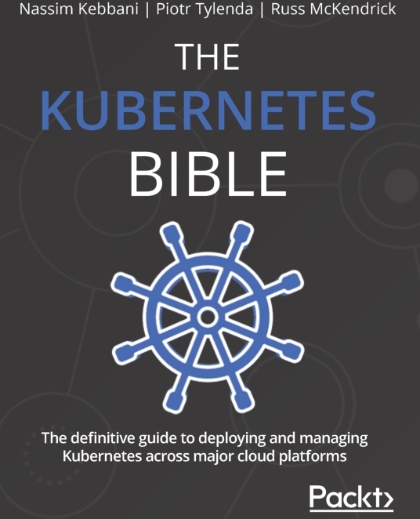 Nassim Kebbani | Piotr Tylenda | Russ McKendrick
THE
KUBERNETES
BIBLE
The definitive guide to deploying and managing
Kubernetes across major cloud platforms
Packt>